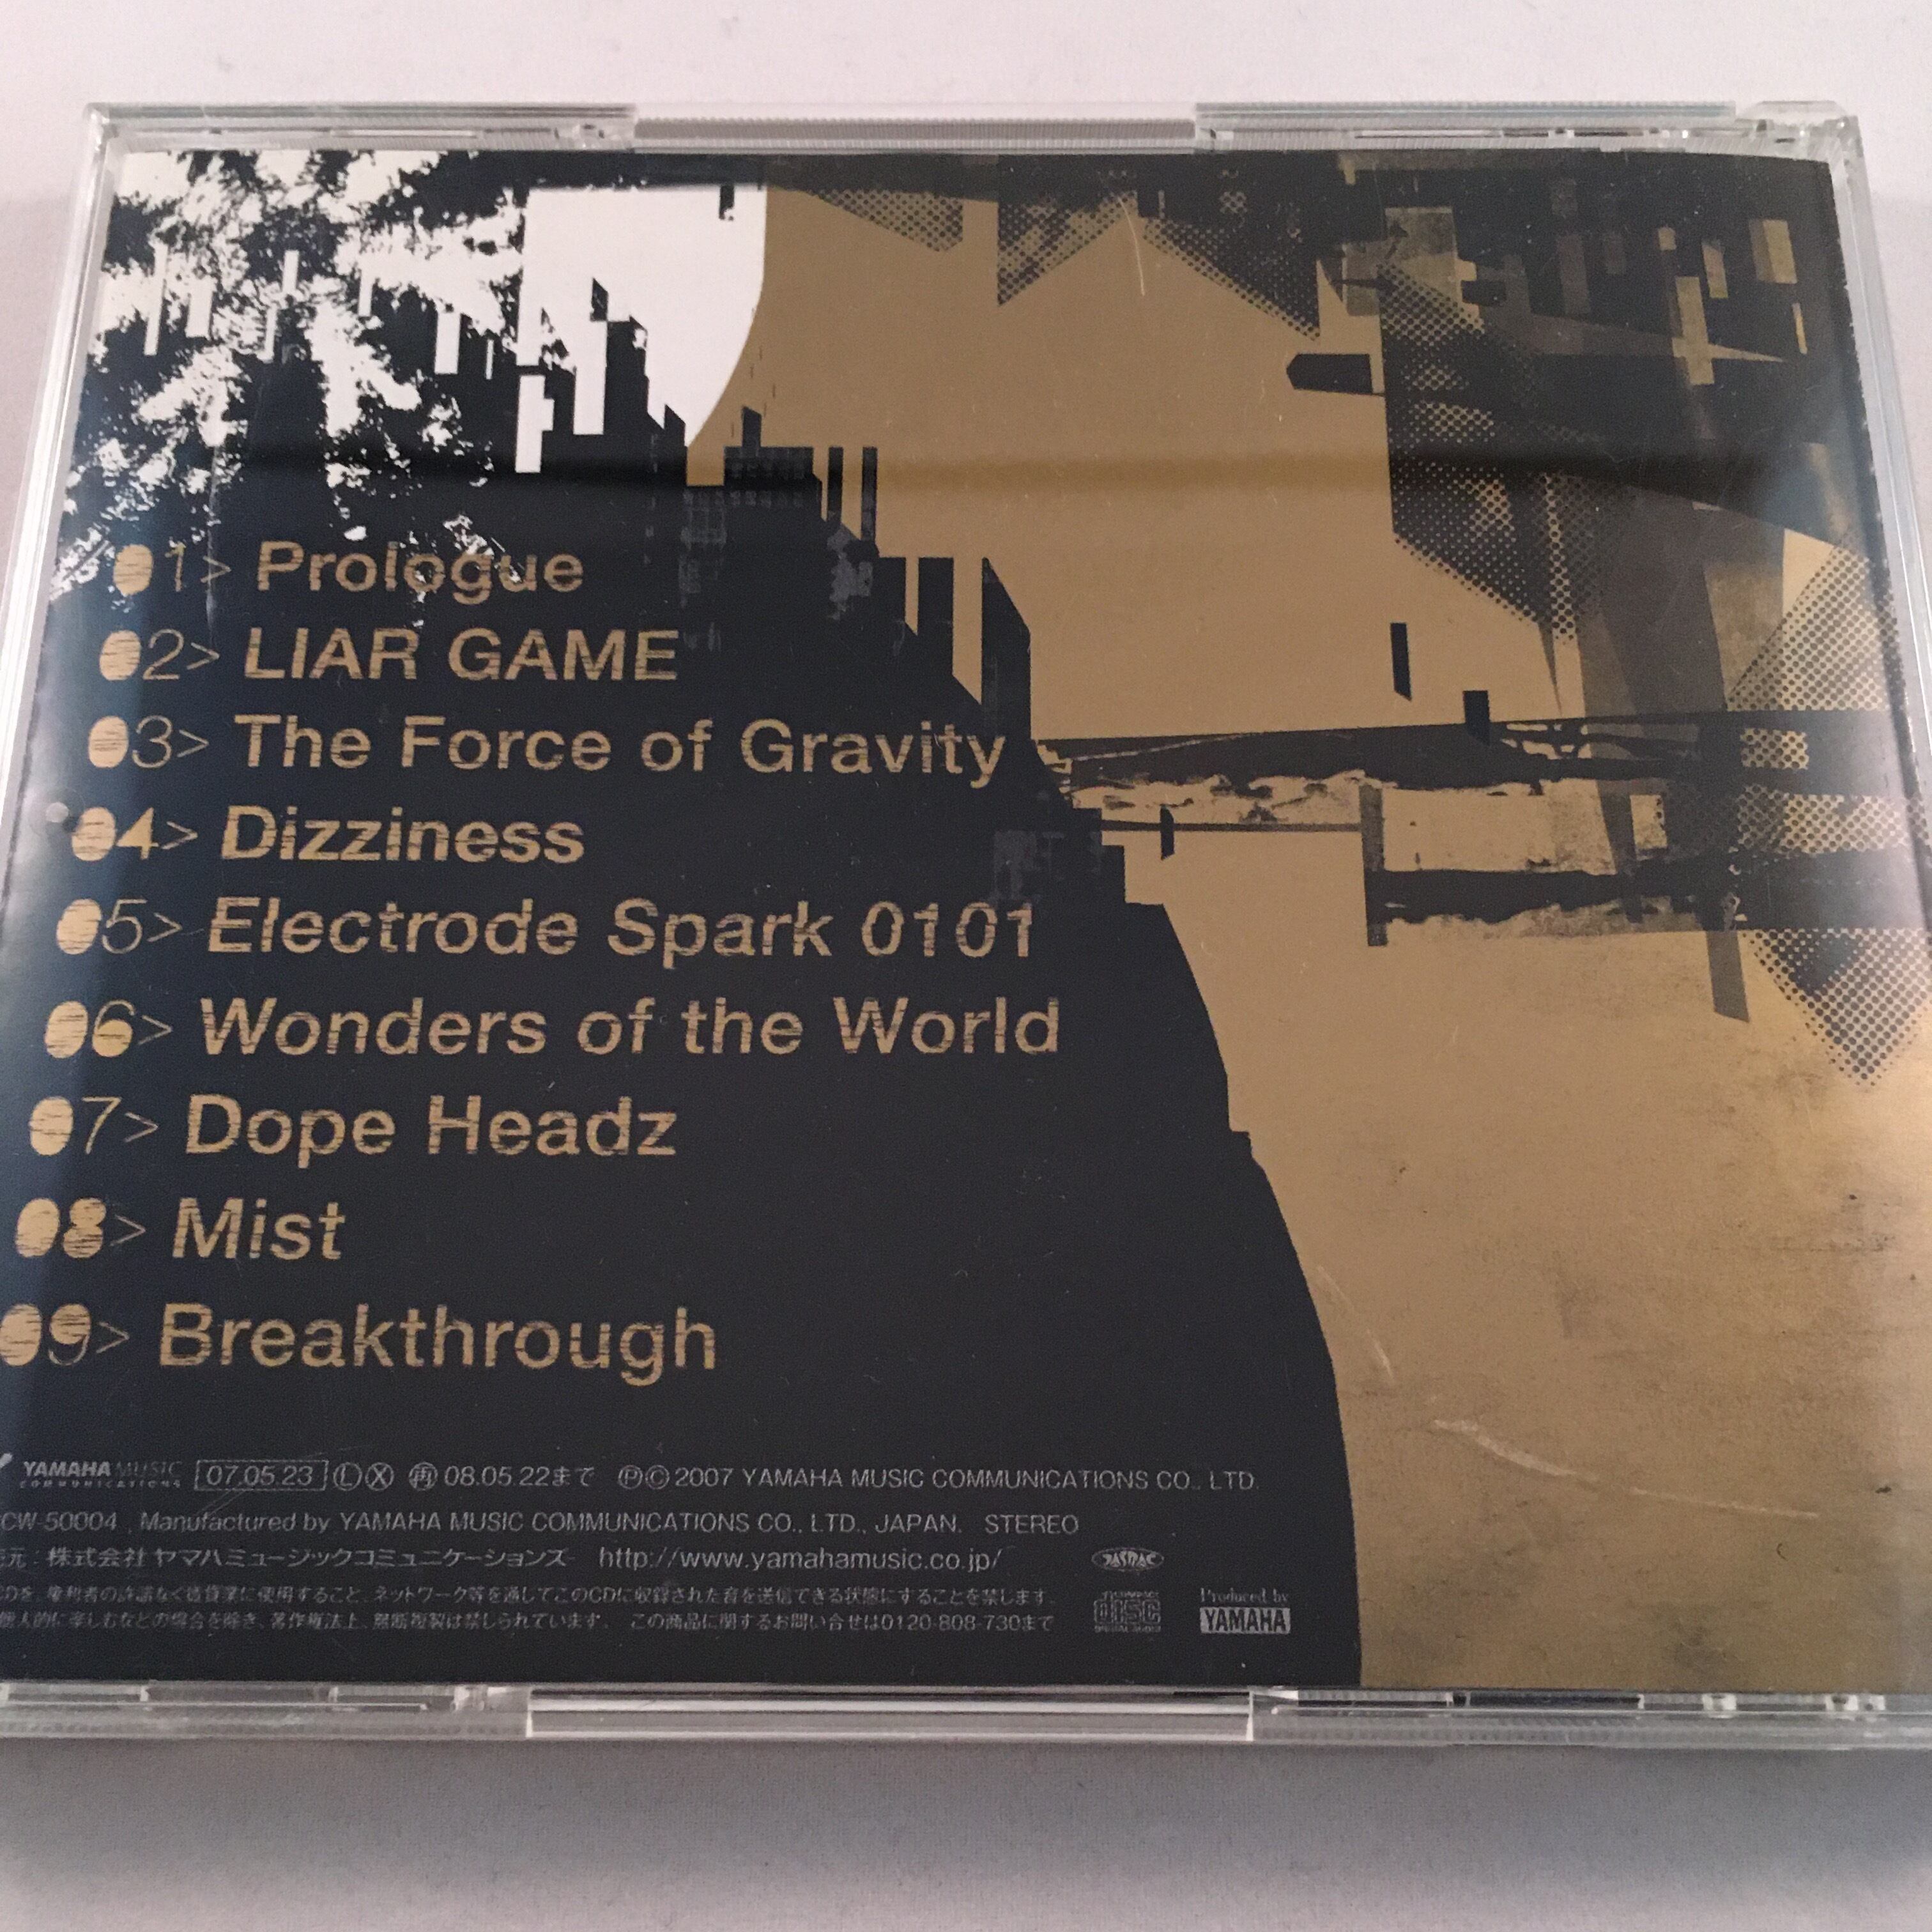 01> Prologue
02> LIAR GAME
03> The Force of Gravity
04> Dizziness
05> Electrode Spark 0101
06> Wonders of the World
07> Dope Headz
08> Mist
09> Breakthrough
YAMAHA MUSIC COMMUNICATIONS 07.05.23 Ⓛ Ⓧ ㊢ 08.05.22まで ℗©2007 YAMAHA MUSIC COMMUNICATIONS CO., LTD.
CW-50004 , Manufactured by YAMAHA MUSIC COMMUNICATIONS CO., LTD., JAPAN. STEREO
元：株式会社ヤマハミュージックコミュニケーションズ http://www.yamahamusic.co.jp/ JASRAC
CDを、権利者の許諾なく賃貸業に使用すること、ネットワーク等を通してこのCDに収録された音を送信できる状態にすることを禁じます。
個人的に楽しむなどの場合を除き、著作権法上、無断複製は禁じられています。 この商品に関するお問い合せは0120-808-730まで
COMPACT disc DIGITAL AUDIO
Produced by
YAMAHA